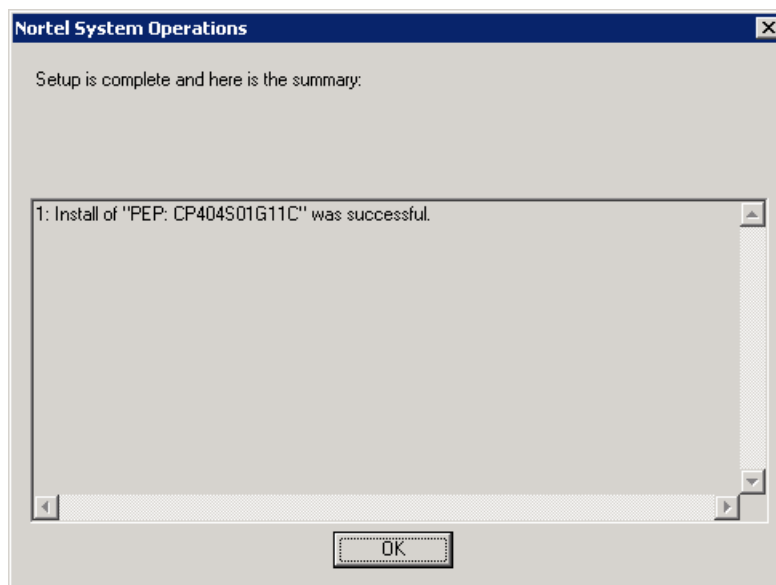 Nortel System Operations
Setup is complete and here is the summary:
1: Install of "PEP: CP404S01G11C" was successful.
OK